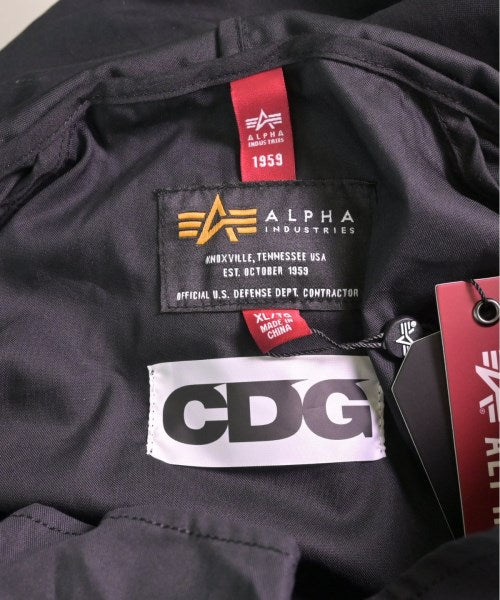 ALPHA
INDUSTRIES
1959
ALPHA
INDUSTRIES
KNOXVILLE, TENNESSEE USA
EST. OCTOBER 1959
OFFICIAL U.S. DEFENSE DEPT. CONTRACTOR
XL/TG
MADE IN
CHINA
CDG